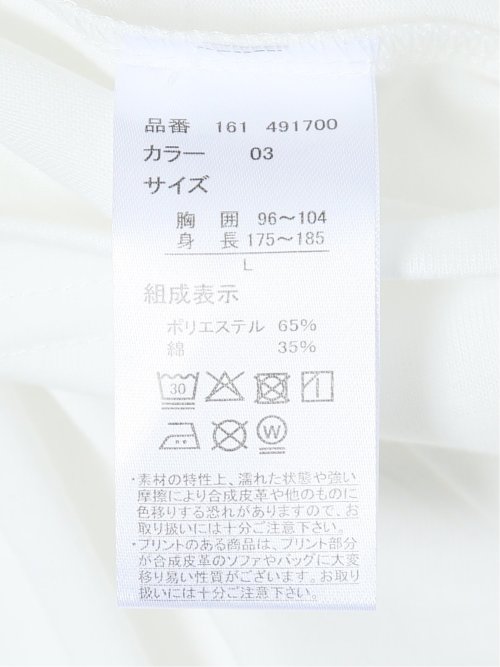 品番 161 491700
カラー 03
サイズ
胸囲 96〜104
身長 175〜185
L
組成表示
ポリエステル 65%
綿 35%
30
W
・素材の特性上、濡れた状態や強い
摩擦により合成皮革や他のものに
色移りする恐れがありますので、お
取り扱いには十分ご注意下さい。
・プリントのある商品は、プリント部分
が合成皮革のソファやバッグに大変
移り易い性質がございます。お取り
扱いには十分ご注意下さい。